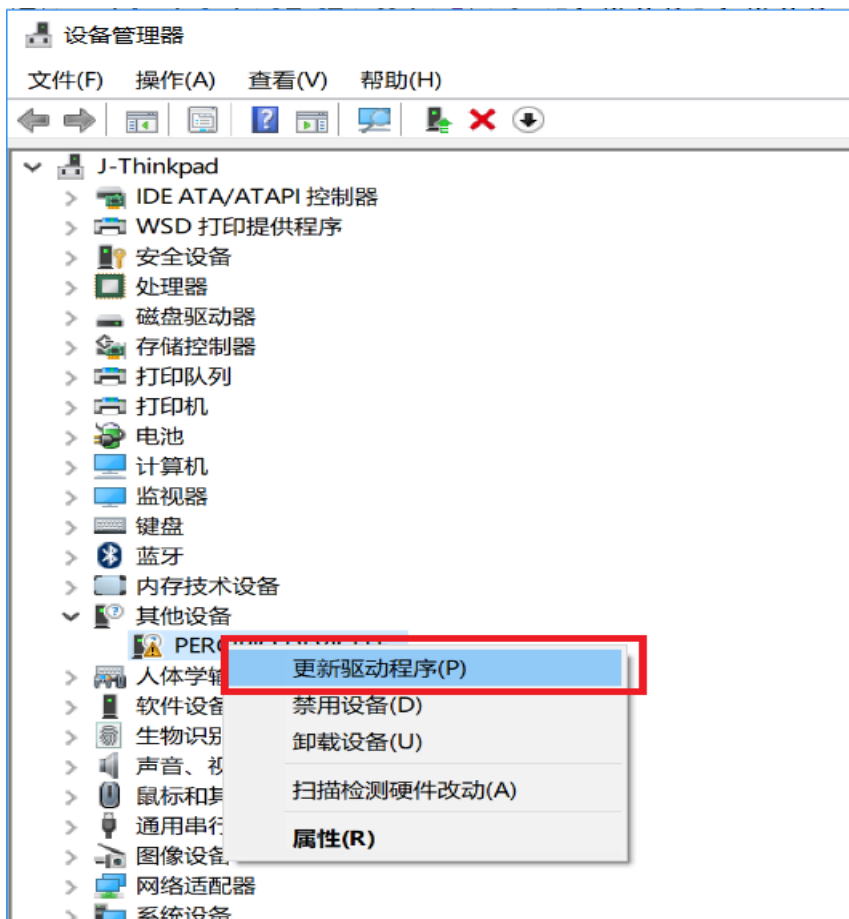 设备管理器
文件(F) 操作(A) 查看(V) 帮助(H)
J-Thinkpad
IDE ATA/ATAPI 控制器
WSD 打印提供程序
安全设备
处理器
磁盘驱动器
存储控制器
打印队列
打印机
电池
计算机
监视器
键盘
蓝牙
内存技术设备
其他设备
更新驱动程序(P)
人体学输
软件设备
禁用设备(D)
生物识别
卸载设备(U)
声音、视
鼠标和其
扫描检测硬件改动(A)
通用串行
属性(R)
图像设备
网络适配器
系统设备